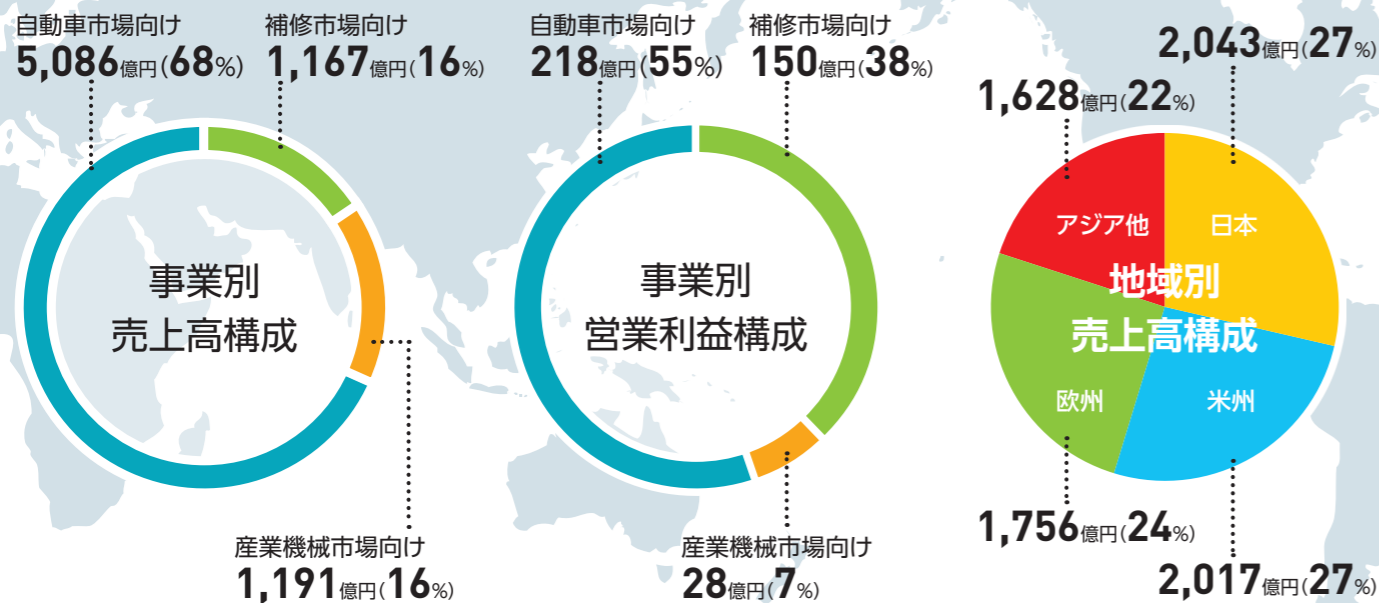 自動車市場向け
5,086億円(68%)
補修市場向け
1,167億円(16%)
事業別
売上高構成
産業機械市場向け
1,191億円(16%)
自動車市場向け
218億円(55%)
補修市場向け
150億円(38%)
事業別
営業利益構成
産業機械市場向け
28億円(7%)
2,043億円(27%)
1,628億円(22%)
アジア他
日本
地域別
売上高構成
欧州
米州
1,756億円(24%)
2,017億円(27%)